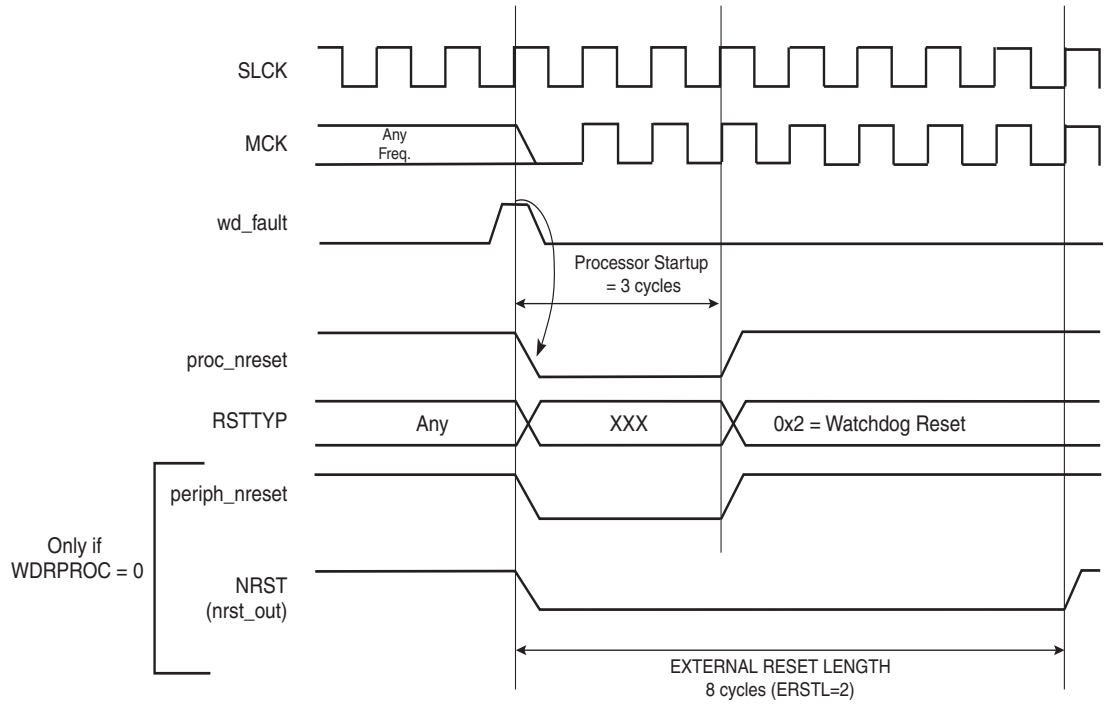 SLCK
MCK
Any
Freq.
wd_fault
Processor Startup
= 3 cycles
proc_nreset
RSTTYP
Any
XXX
0x2 = Watchdog Reset
periph_nreset
Only if
WDRPROC = 0
NRST
(nrst_out)
EXTERNAL RESET LENGTH
8 cycles (ERSTL=2)